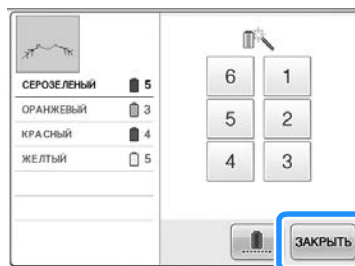 СЕРОЗЕЛЕНЫЙ 5
ОРАНЖЕВЫЙ 3
КРАСНЫЙ 4
ЖЕЛТЫЙ 5
6 1
5 2
4 3
ЗАКРЫТЬ